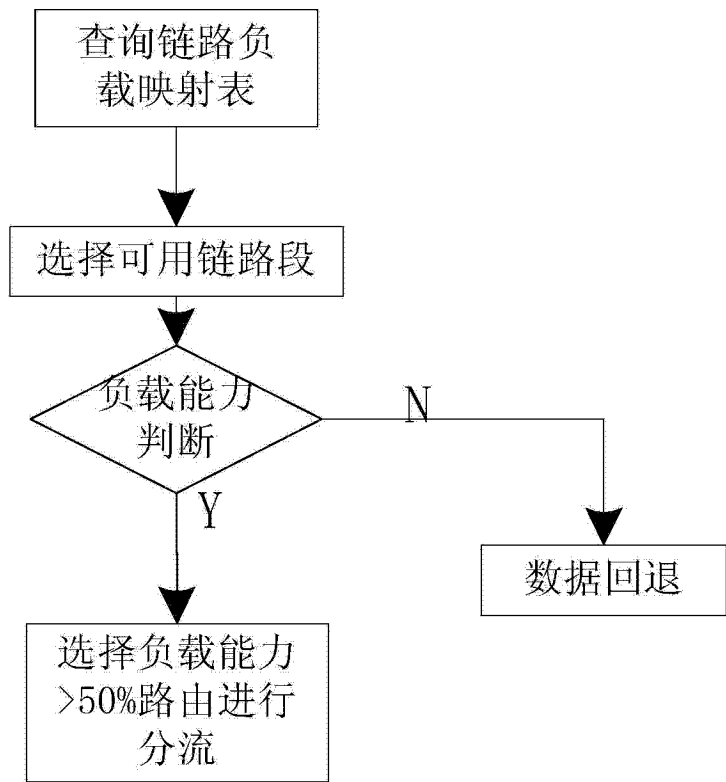 查询链路负
载映射表
选择可用链路段
负载能力
判断
N
Y
数据回退
选择负载能力
>50%路由进行
分流